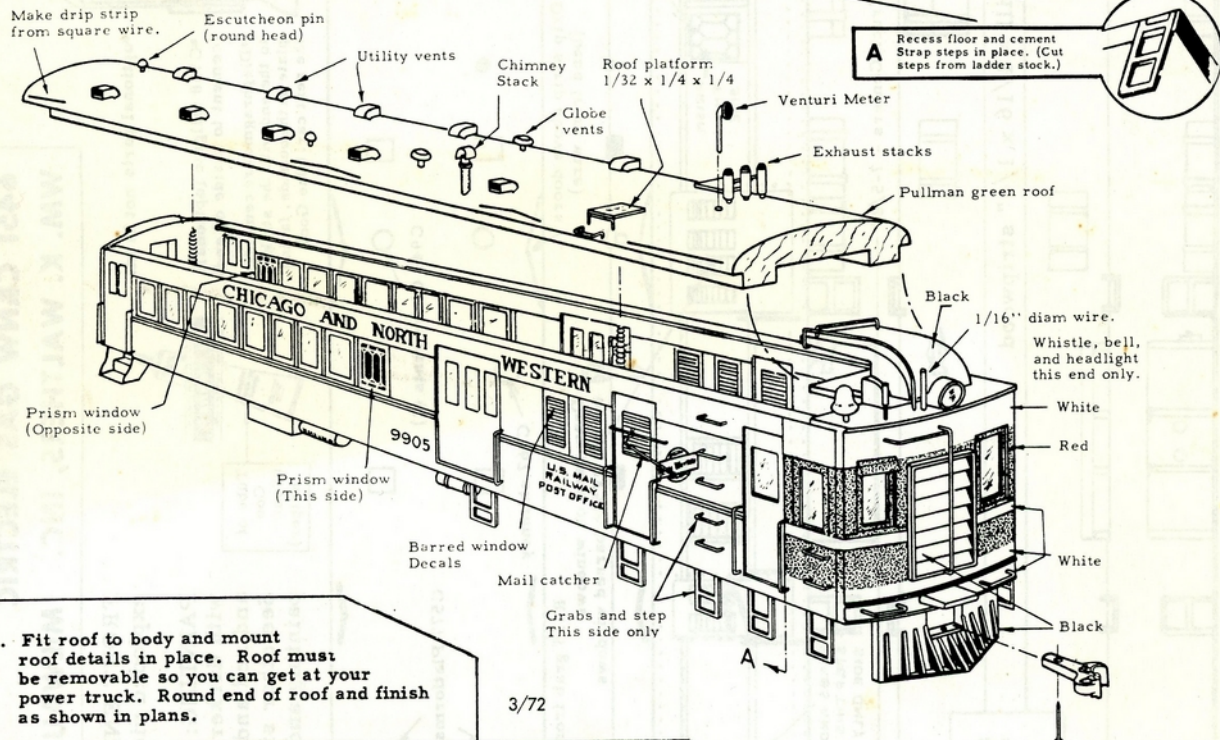 Make drip strip
from square wire.
Escutcheon pin
(round head)
Utility vents
Chimney
Stack
Roof platform
1/32 x 1/4 x 1/4
Globe
vents
Venturi Meter
Exhaust stacks
Pullman green roof
A
Recess floor and cement
Strap steps in place. (Cut
steps from ladder stock.)
Black
1/16" diam wire.
Whistle, bell,
and headlight
this end only.
White
Red
White
Black
CHICAGO AND NORTH WESTERN
9905
U.S. MAIL
RAILWAY
POST OFFICE
Prism window
(Opposite side)
Prism window
(This side)
Barred window
Decals
Mail catcher
Grabs and step
This side only
A
. Fit roof to body and mount
roof details in place. Roof must
be removable so you can get at your
power truck. Round end of roof and finish
as shown in plans.
3/72